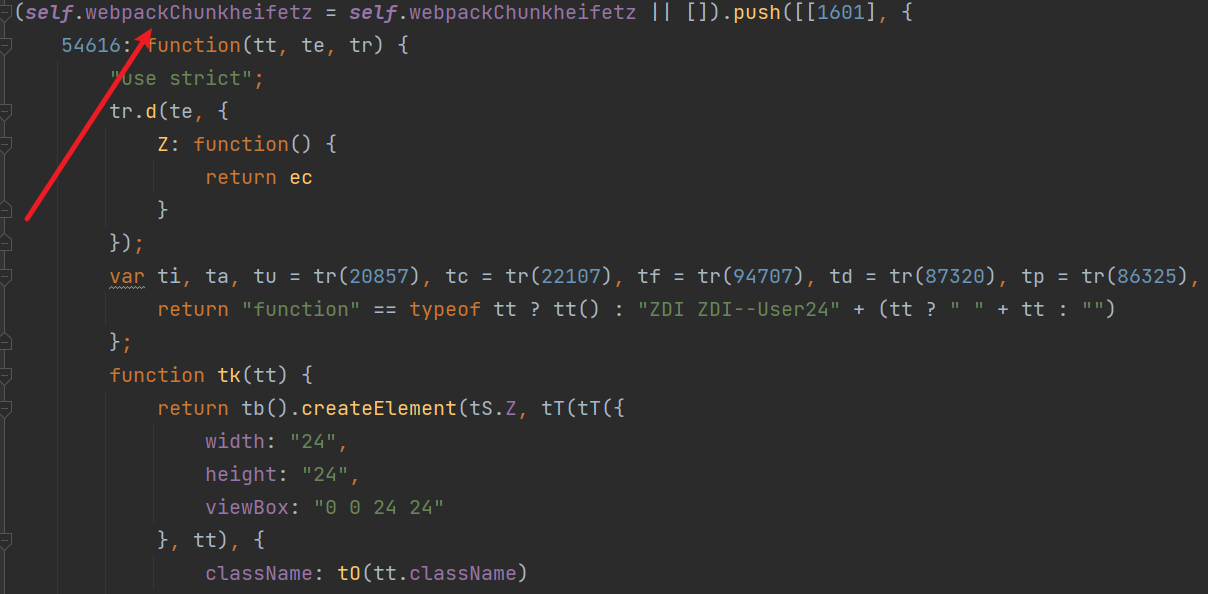 (self.webpackChunkheifetz = self.webpackChunkheifetz || []).push([[1601], {
54616: function(tt, te, tr) {
"use strict";
tr.d(te, {
Z: function() {
return ec
}
});
var ti, ta, tu = tr(20857), tc = tr(22107), tf = tr(94707), td = tr(87320), tp = tr(86325),
return "function" == typeof tt ? tt() : "ZDI ZDI--User24" + (tt ? " " + tt : "")
};
function tk(tt) {
return tb().createElement(tS.Z, tT(tT({
width: "24",
height: "24",
viewBox: "0 0 24 24"
}, tt), {
className: tO(tt.className)